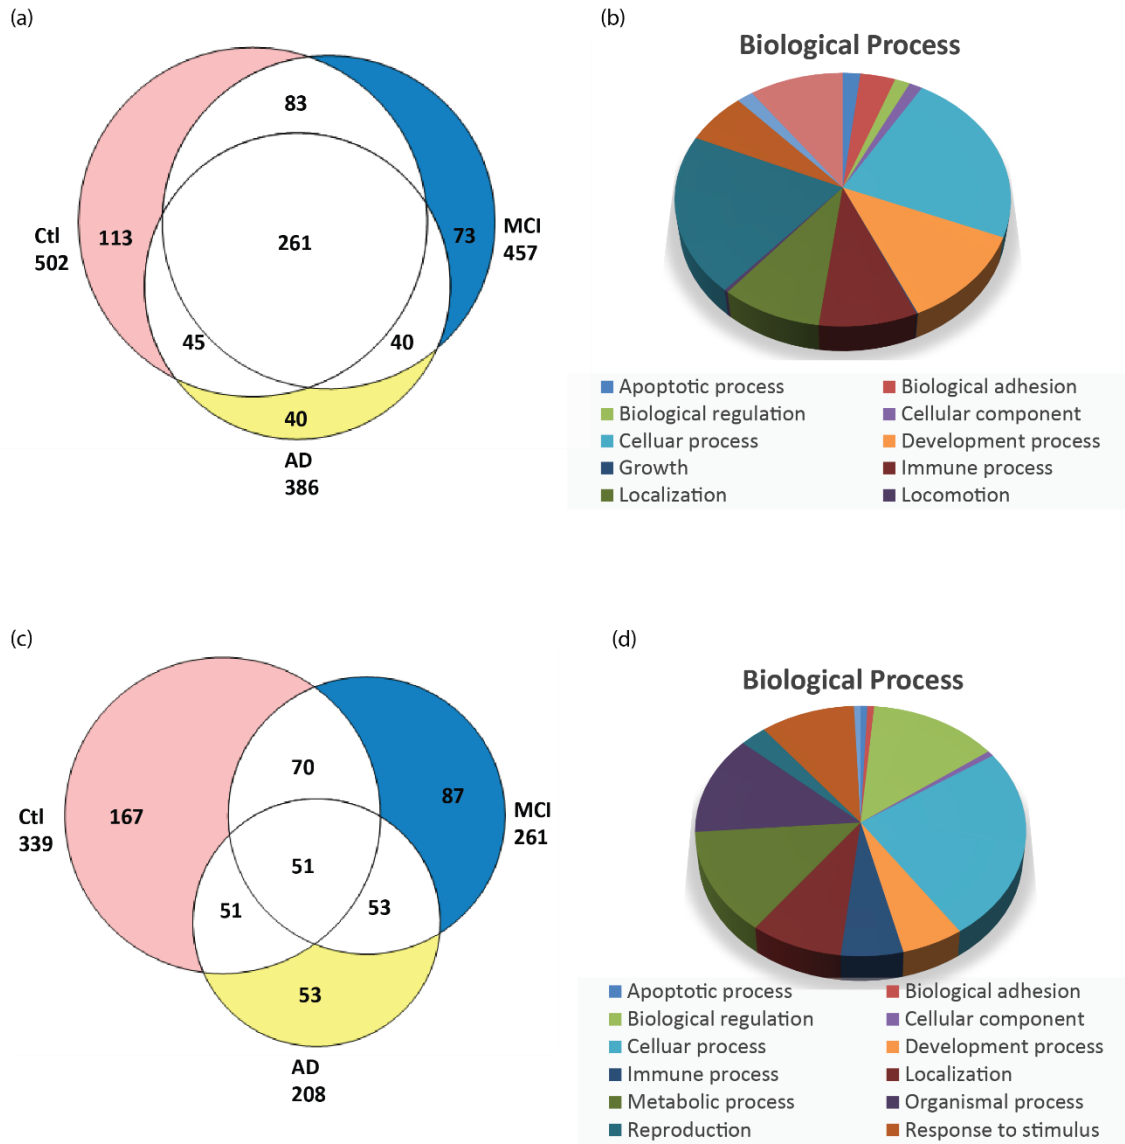 (a)
83
Ctl
502
113
261
73
MCI
457
45
40
40
AD
386
(b)
Biological Process
Apoptotic process
Biological adhesion
Biological regulation
Cellular component
Celluar process
Development process
Growth
Immune process
Localization
Locomotion
(c)
70
Ctl
339
167
87
MCI
261
51
51
53
53
AD
208
(d)
Biological Process
Apoptotic process
Biological adhesion
Biological regulation
Cellular component
Celluar process
Development process
Immune process
Localization
Metabolic process
Organismal process
Reproduction
Response to stimulus